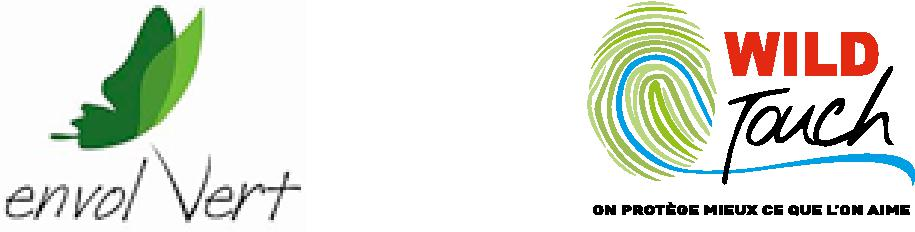 envol Vert
WILD
Touch
ON PROTÈGE MIEUX CE QUE L'ON AIME